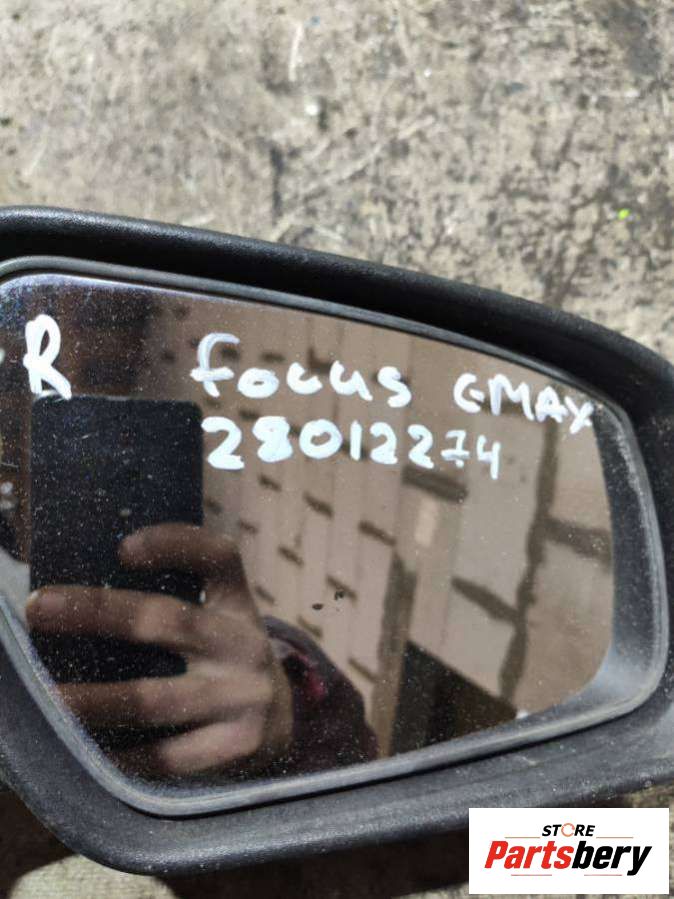 R focus CMAX
28012274
STORE
Partsbery